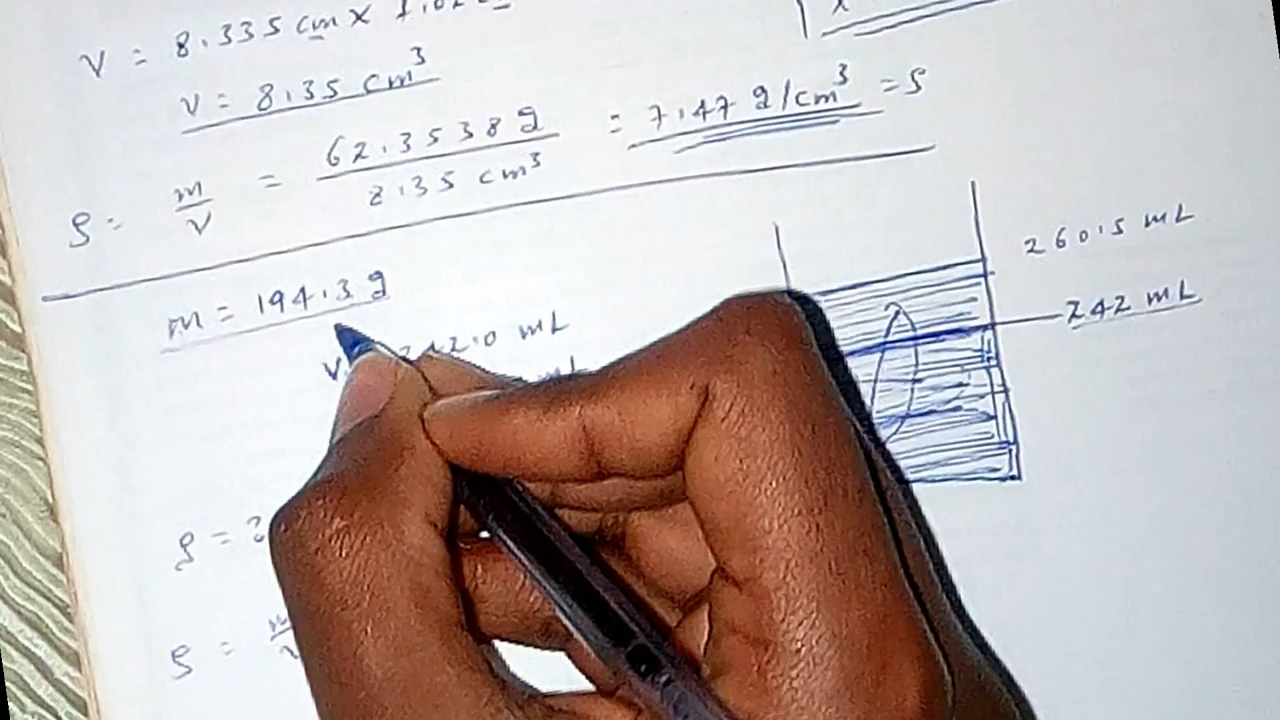 V = 8.335 cm x
V = 8.35 cm³
ρ = m/V = 62.3538 g / 8.35 cm³ = 7.47 g/cm³ = ρ
m = 194.3 g
260.5 mL
242 mL
V 242.0 mL
mL
ρ = ?
ρ =